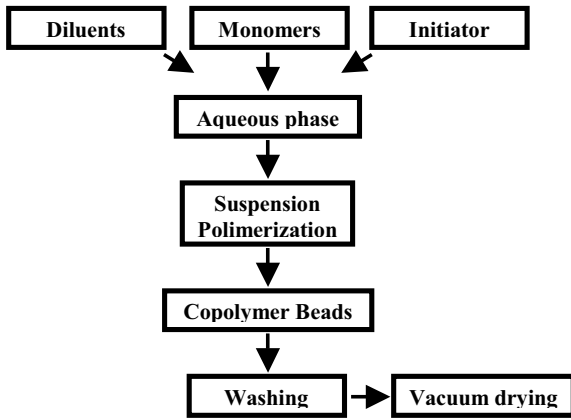 Diluents
Monomers
Initiator
Aqueous phase
Suspension
Polimerization
Copolymer Beads
Washing
Vacuum drying